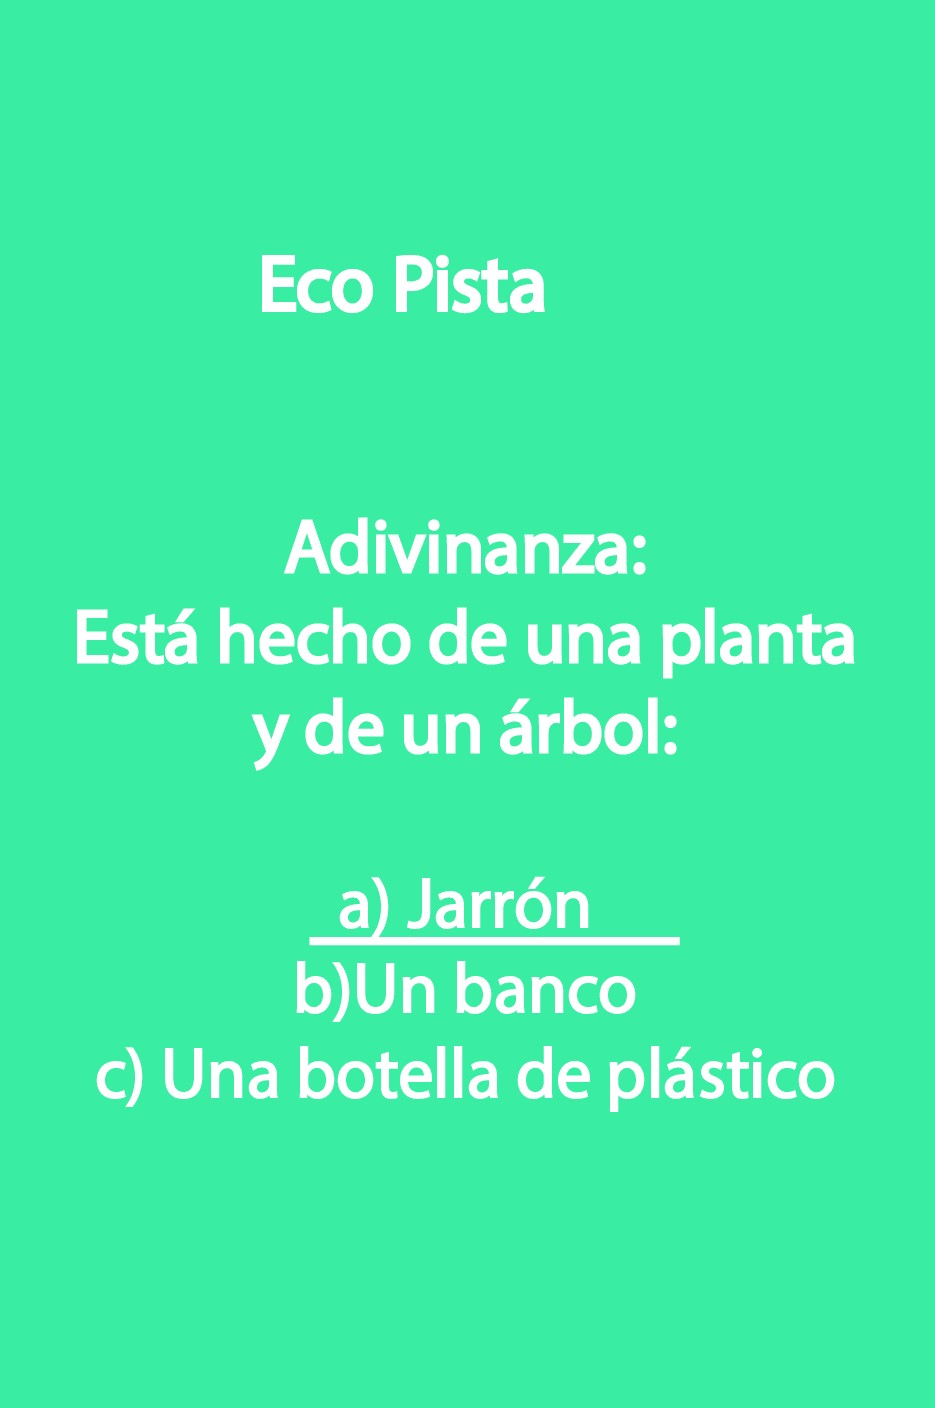 Eco Pista
Adivinanza:
Está hecho de una planta
y de un árbol:
a) Jarrón
b)Un banco
c) Una botella de plástico